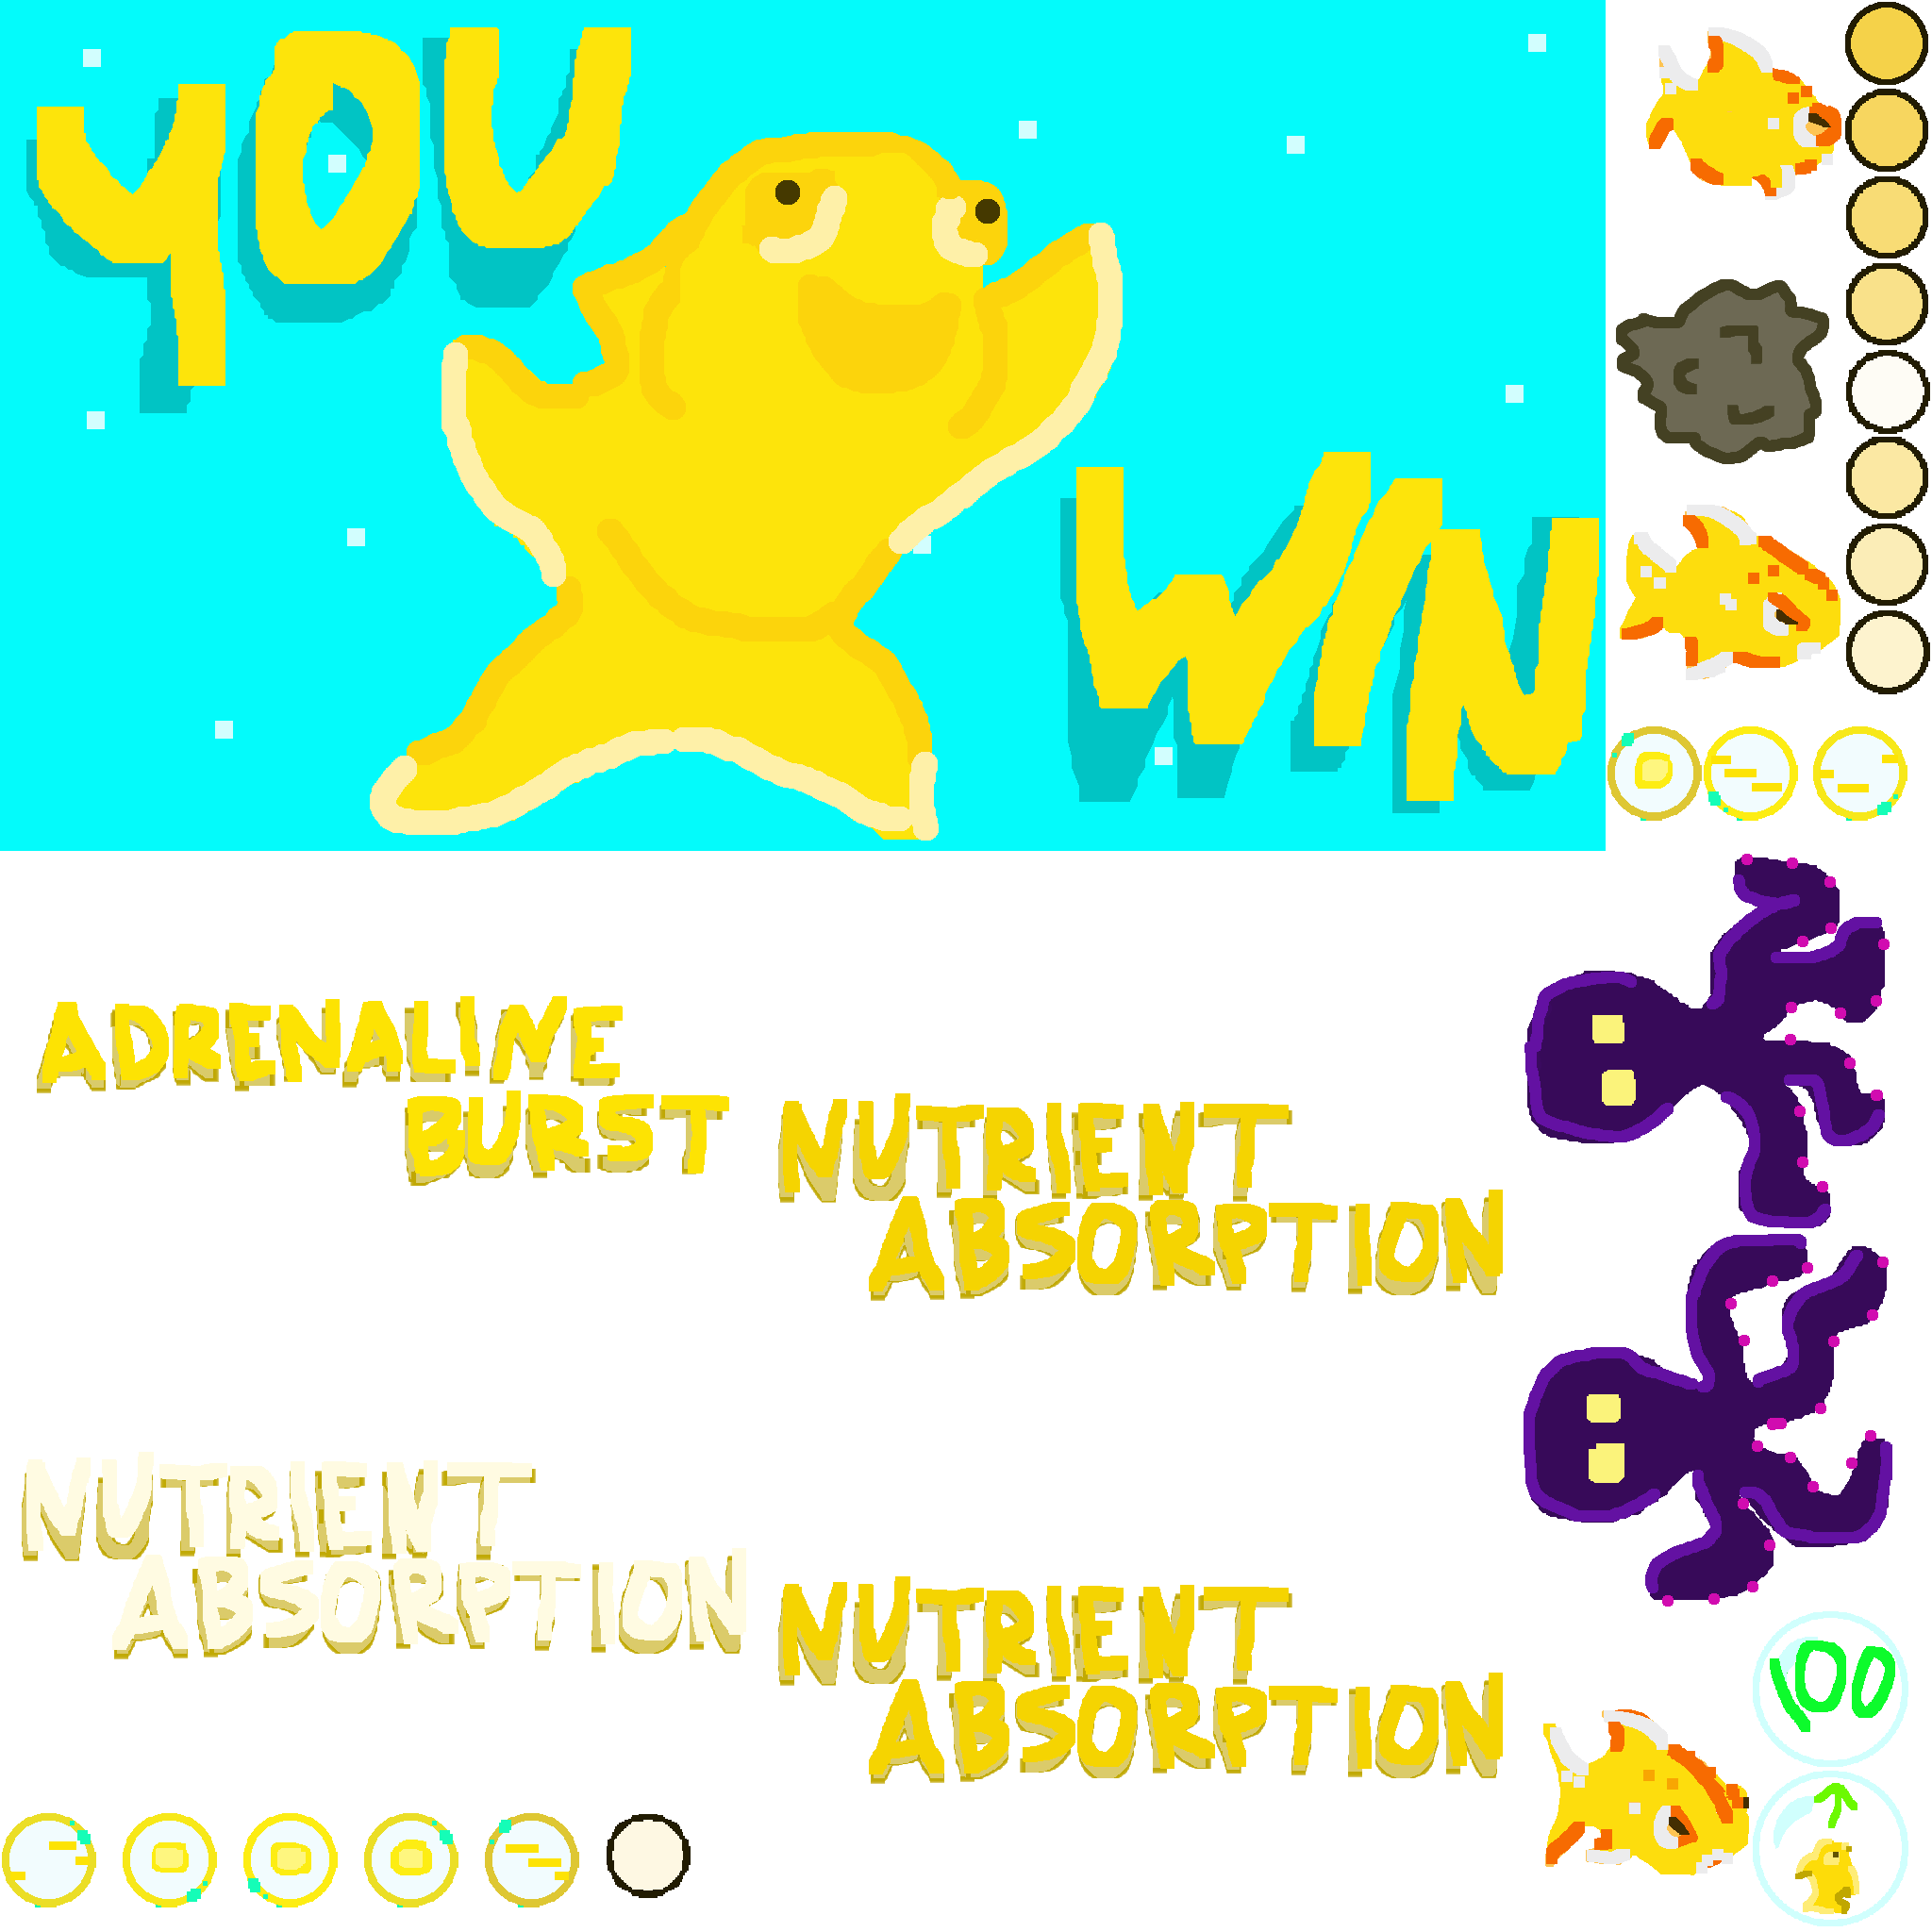 YOU
WIN
ADRENALINE
BURST
NUTRIENT
ABSORPTION
NUTRIENT
ABSORPTION
NUTRIENT
ABSORPTION
100